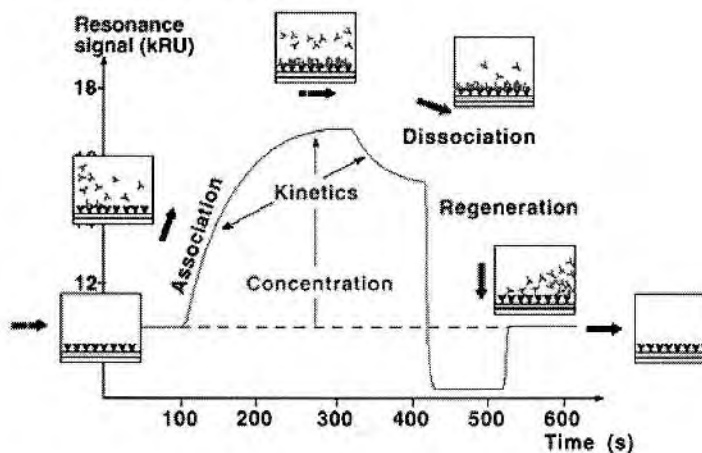 Resonance
signal (kRU)
18
Dissociation
Kinetics
Regeneration
Association
12
Concentration
100 200 300 400 500 600
Time (s)